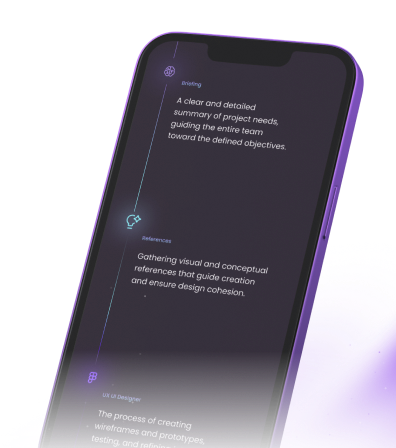 Briefing
A clear and detailed
summary of project needs,
guiding the entire team
toward the defined objectives.
References
Gathering visual and conceptual
references that guide creation
and ensure design cohesion.
UX UI Designer
The process of creating
wireframes and prototypes,
testing, and refining